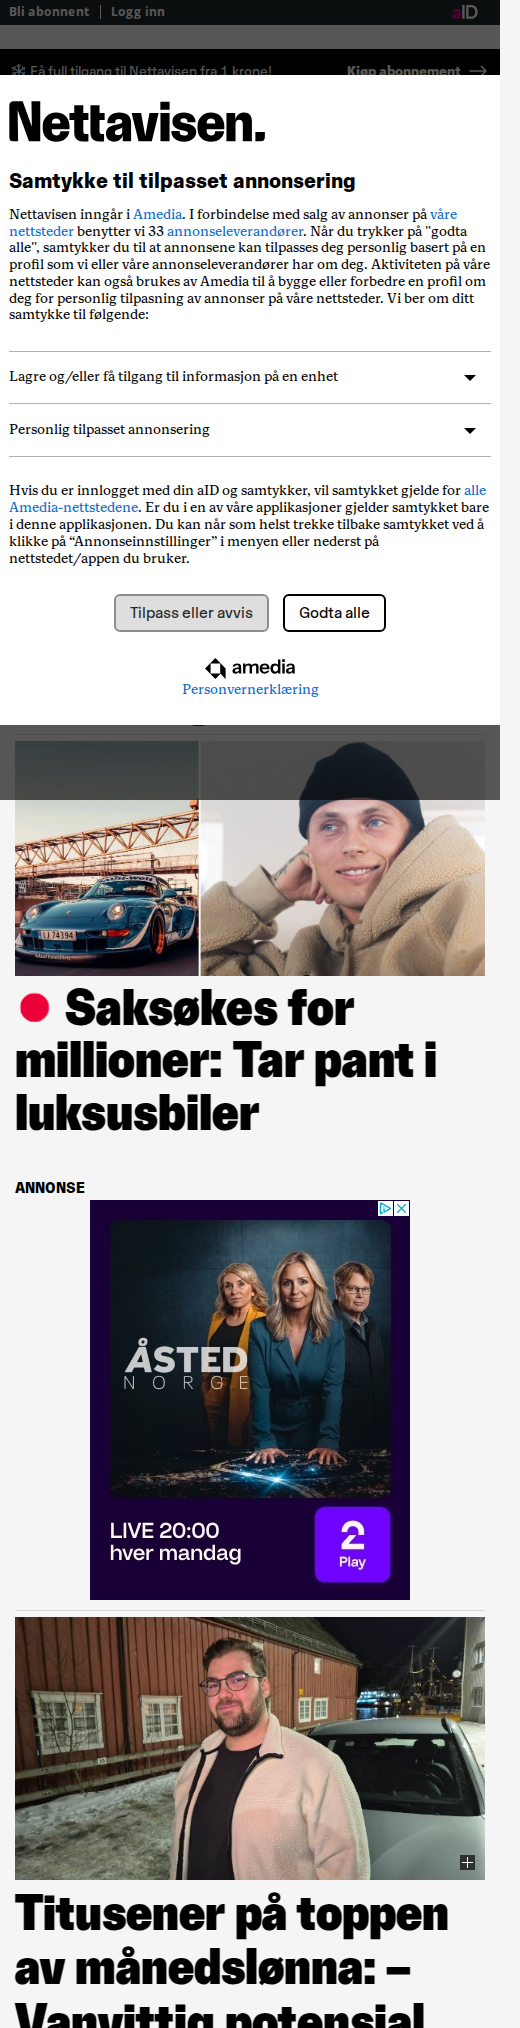 Bli abonnent
Logg inn
aID
Få full tilgang til Nettavisen fra 1 krone!
Kjøp abonnement
Nettavisen.
Samtykke til tilpasset annonsering
Nettavisen inngår i Amedia. I forbindelse med salg av annonser på våre
nettsteder benytter vi 33 annonseleverandører. Når du trykker på "godta
alle", samtykker du til at annonsene kan tilpasses deg personlig basert på en
profil som vi eller våre annonseleverandører har om deg. Aktiviteten på våre
nettsteder kan også brukes av Amedia til å bygge eller forbedre en profil om
deg for personlig tilpasning av annonser på våre nettsteder. Vi ber om ditt
samtykke til følgende:
Lagre og/eller få tilgang til informasjon på en enhet
Personlig tilpasset annonsering
Hvis du er innlogget med din aID og samtykker, vil samtykket gjelde for alle
Amedia-nettstedene. Er du i en av våre applikasjoner gjelder samtykket bare
i denne applikasjonen. Du kan når som helst trekke tilbake samtykket ved å
klikke på “Annonseinnstillinger” i menyen eller nederst på
nettstedet/appen du bruker.
Tilpass eller avvis
Godta alle
amedia
Personvernerklæring
LI 74394
Saksøkes for
millioner: Tar pant i
luksusbiler
ANNONSE
ÅSTED
NORGE
LIVE 20:00
hver mandag
2
Play
Titusener på toppen
av månedslønna: –
Vanvittig potensial